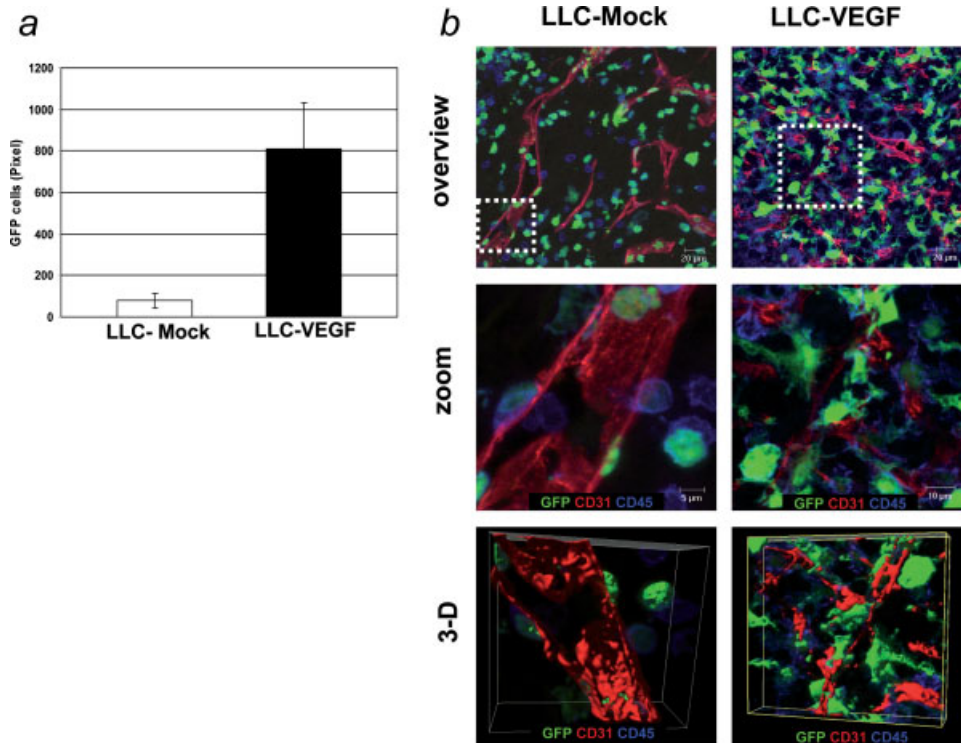 a
1200
1000
800
600
400
200
0
GFP cells (Pixel)
LLC- Mock
LLC-VEGF
b
LLC-Mock
LLC-VEGF
overview
20 µm
20 µm
zoom
5 µm
GFP CD31 CD45
10 µm
GFP CD31 CD45
3-D
GFP CD31 CD45
GFP CD31 CD45